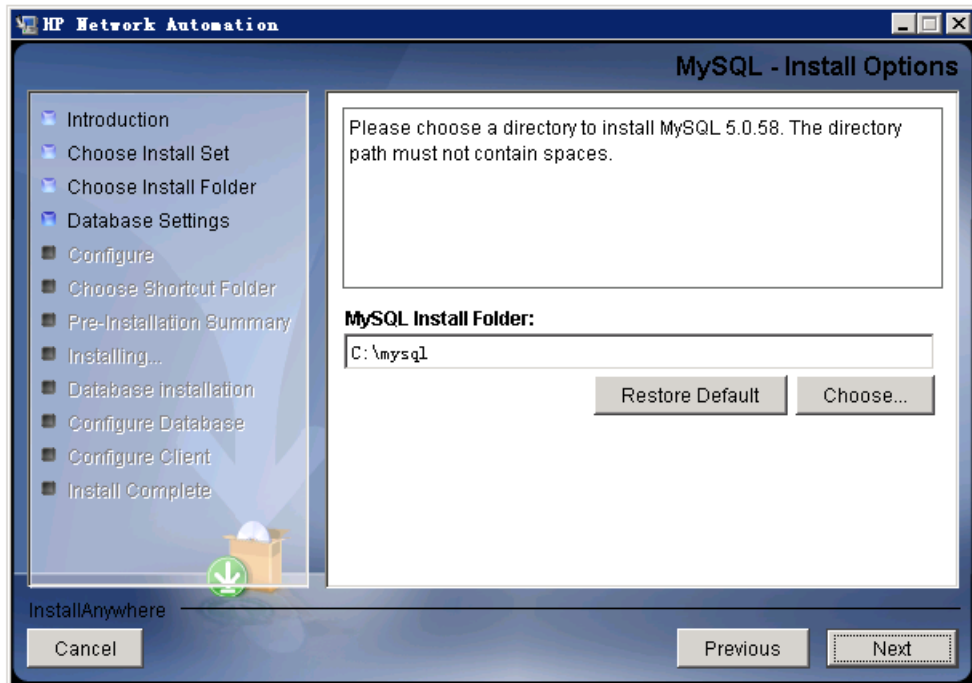 HP Network Automation
MySQL - Install Options
Introduction
Choose Install Set
Choose Install Folder
Database Settings
Configure
Choose Shortcut Folder
Pre-Installation Summary
Installing...
Database installation
Configure Database
Configure Client
Install Complete
Please choose a directory to install MySQL 5.0.58. The directory
path must not contain spaces.
MySQL Install Folder:
C:\mysql
Restore Default
Choose...
InstallAnywhere
Cancel
Previous
Next